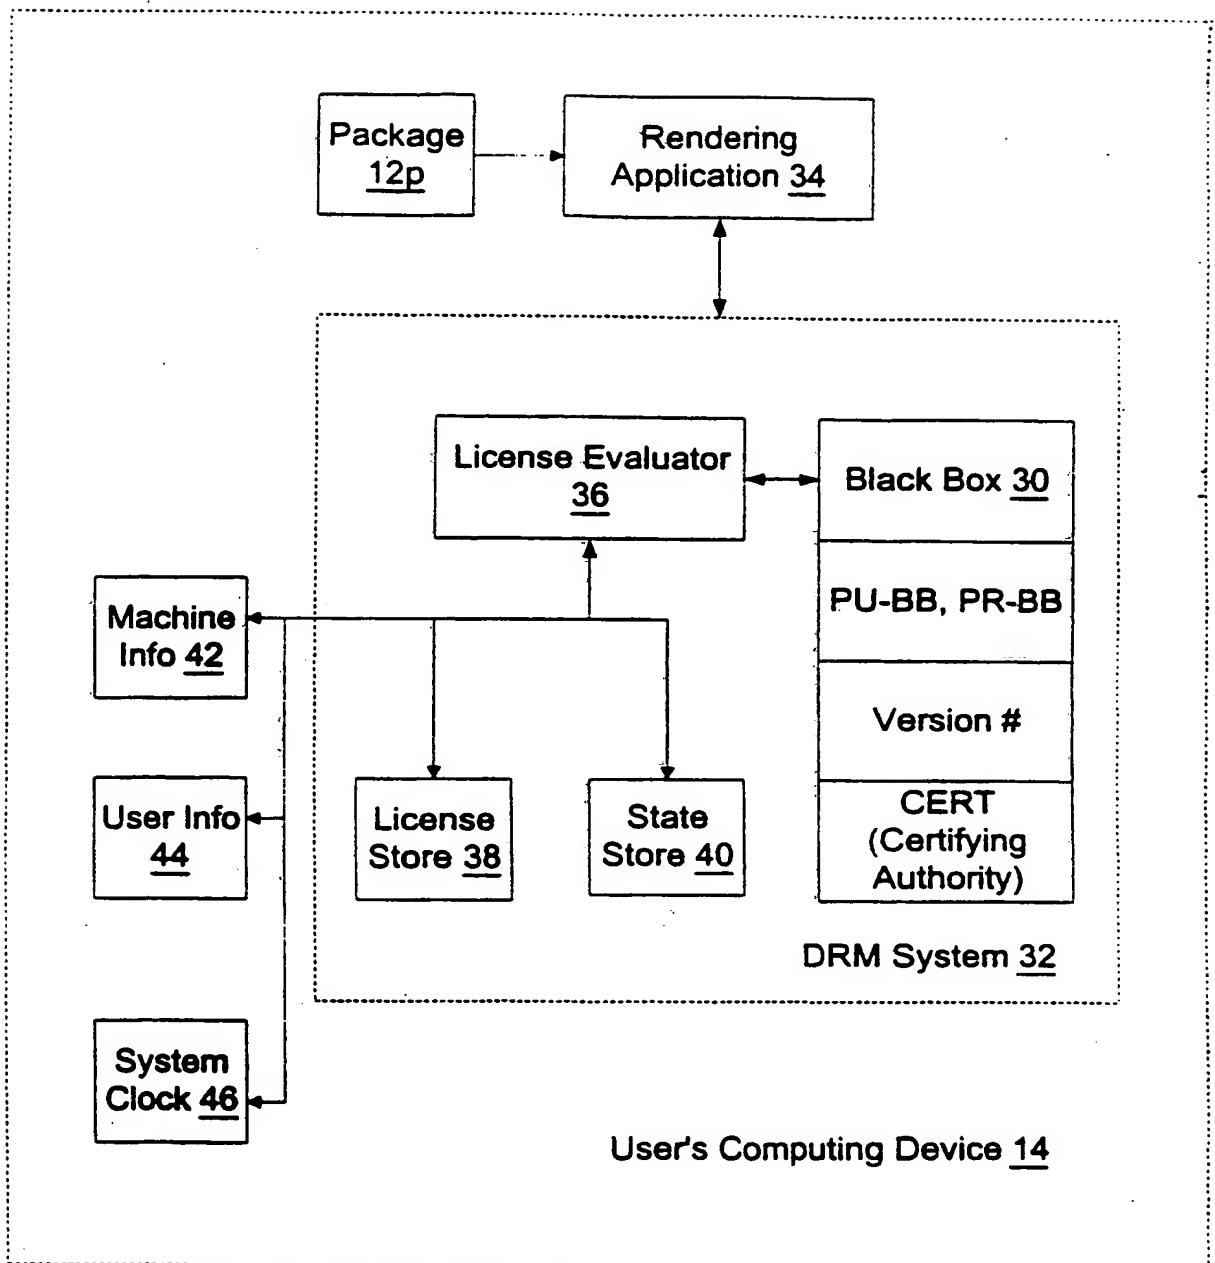 Package
12p
Rendering
Application 34
License Evaluator
36
Black Box 30
PU-BB, PR-BB
Machine
Info 42
Version #
User Info
44
License
Store 38
State
Store 40
CERT
(Certifying
Authority)
DRM System 32
System
Clock 46
User's Computing Device 14